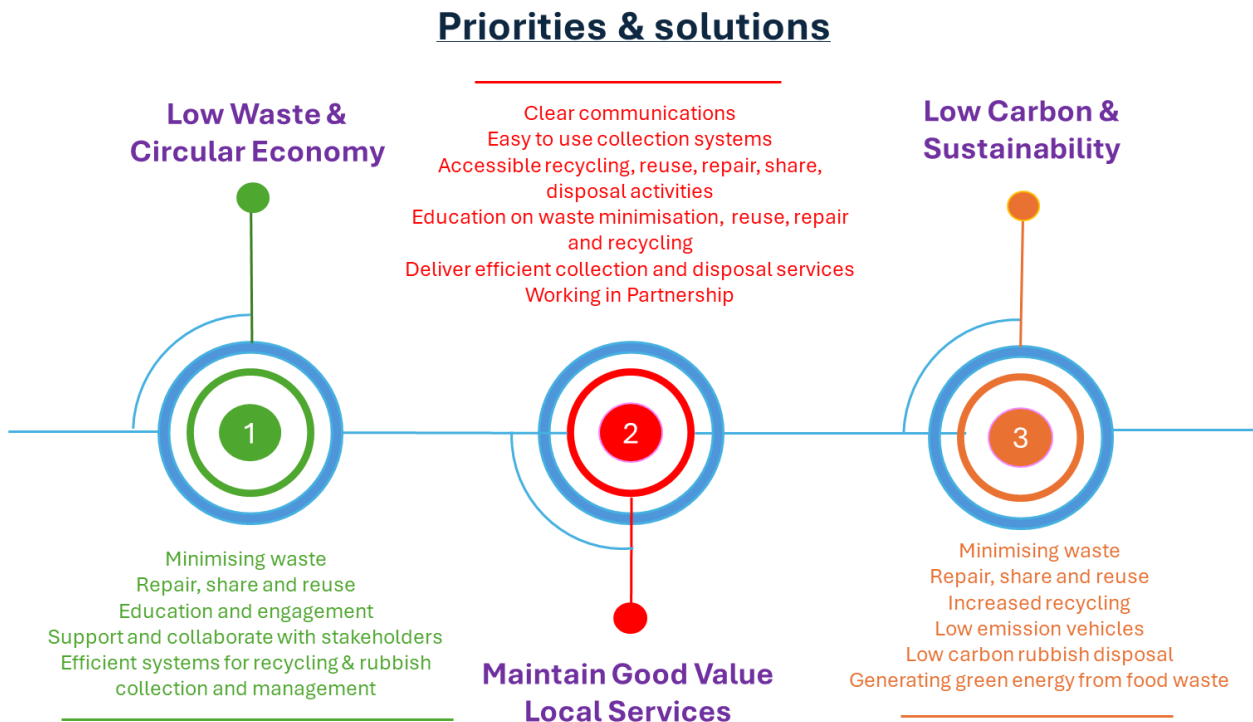 Priorities & solutions
Low Waste &
Circular Economy
1
Minimising waste
Repair, share and reuse
Education and engagement
Support and collaborate with stakeholders
Efficient systems for recycling & rubbish
collection and management
Clear communications
Easy to use collection systems
Accessible recycling, reuse, repair, share,
disposal activities
Education on waste minimisation, reuse, repair
and recycling
Deliver efficient collection and disposal services
Working in Partnership
2
Maintain Good Value
Local Services
Low Carbon &
Sustainability
3
Minimising waste
Repair, share and reuse
Increased recycling
Low emission vehicles
Low carbon rubbish disposal
Generating green energy from food waste